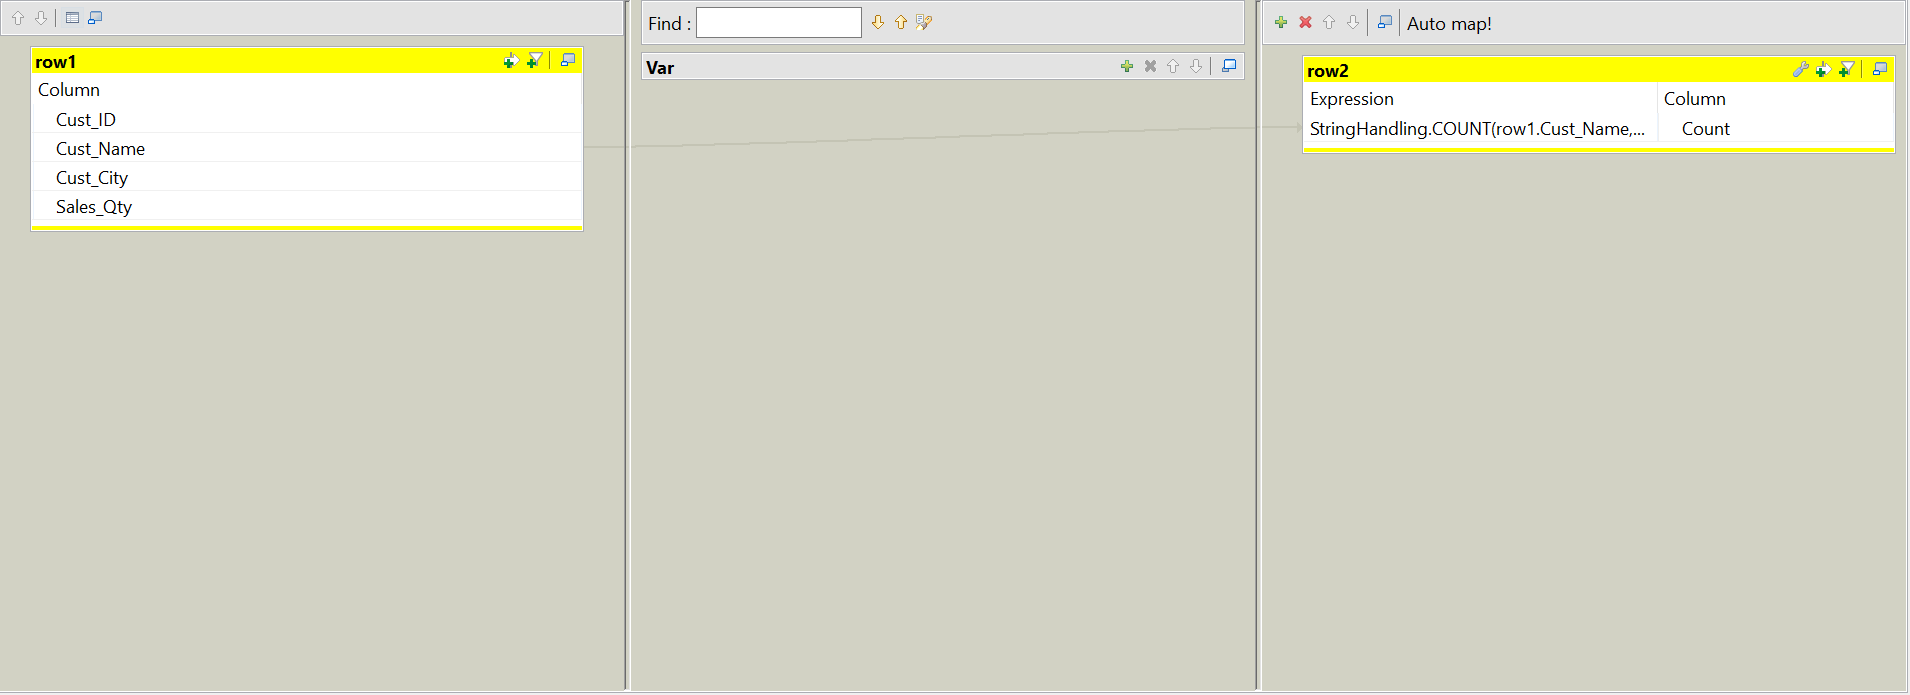 row1
Column
Cust_ID
Cust_Name
Cust_City
Sales_Qty
Find :
Var
Auto map!
row2
Expression Column
StringHandling.COUNT(row1.Cust_Name,... Count